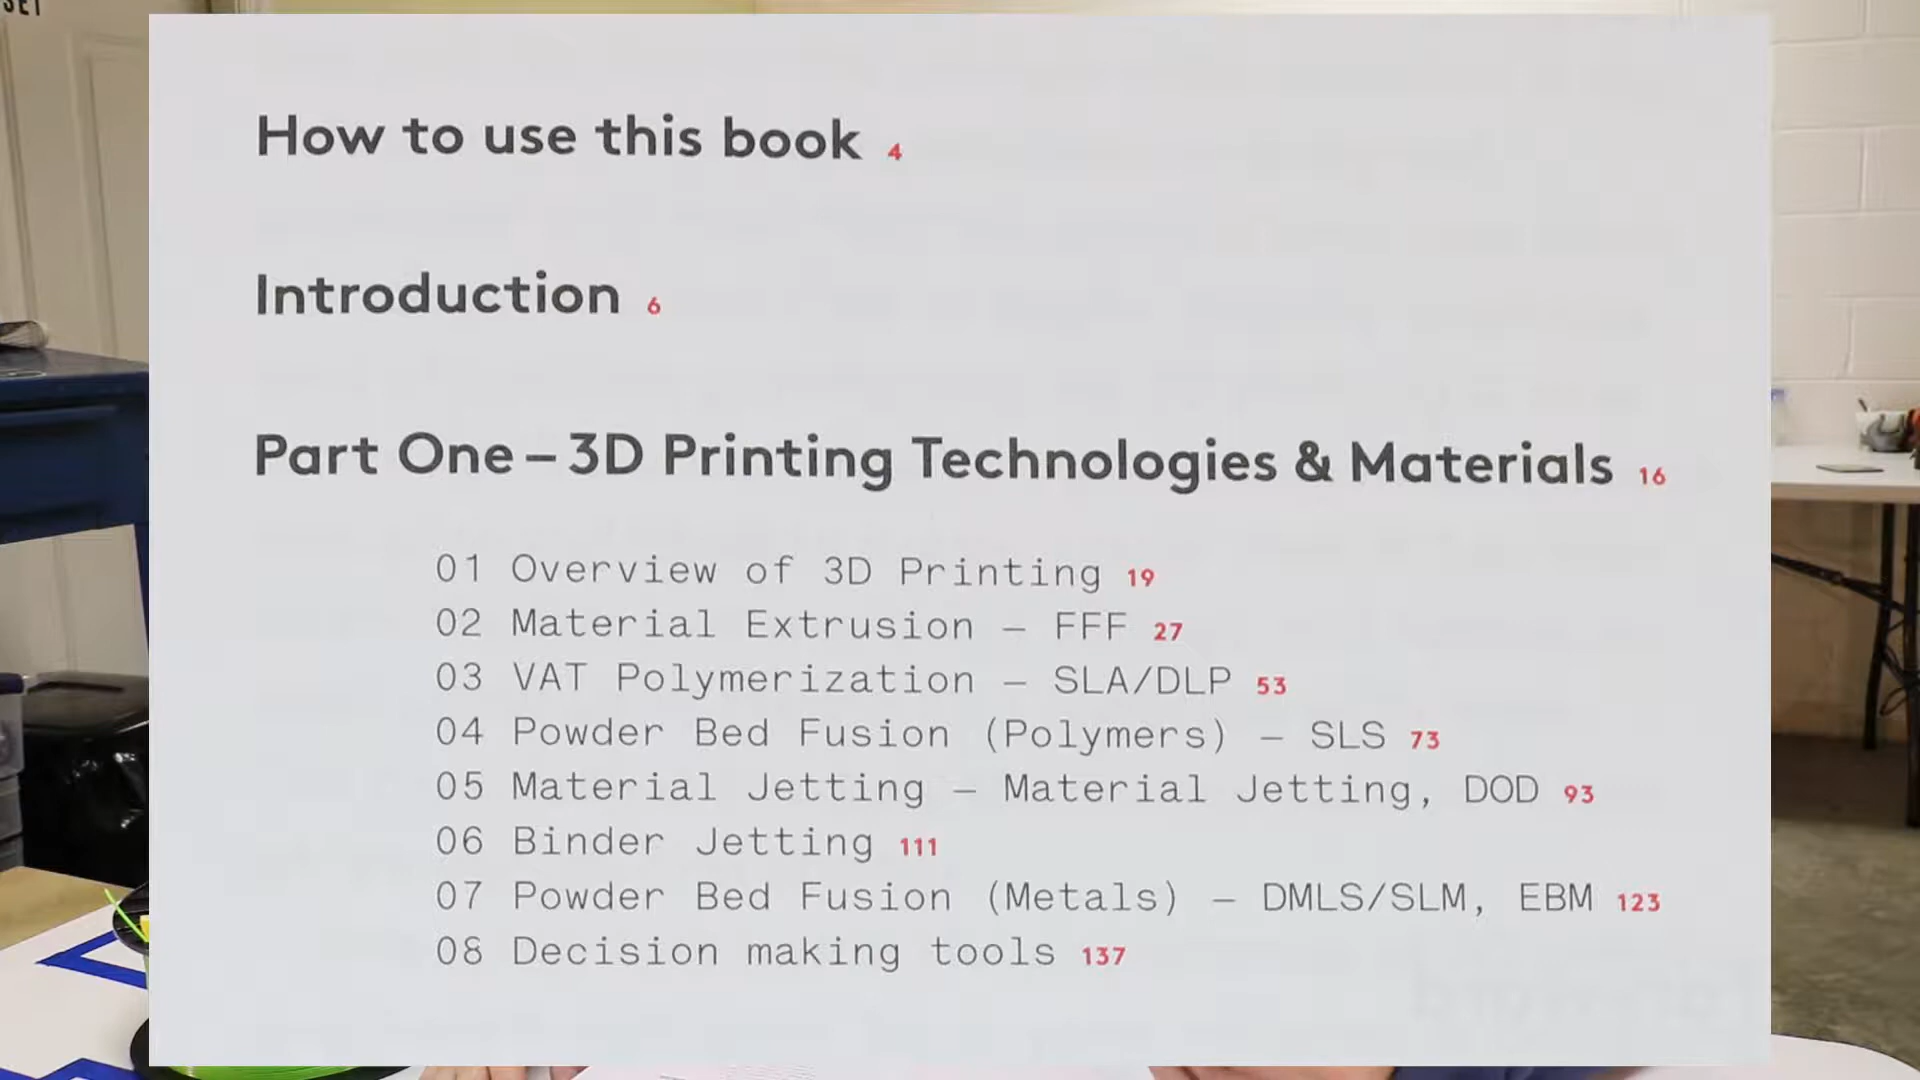 How to use this book 4
Introduction 6
Part One – 3D Printing Technologies & Materials 16
01 Overview of 3D Printing 19
02 Material Extrusion – FFF 27
03 VAT Polymerization – SLA/DLP 53
04 Powder Bed Fusion (Polymers) – SLS 73
05 Material Jetting – Material Jetting, DOD 93
06 Binder Jetting 111
07 Powder Bed Fusion (Metals) – DMLS/SLM, EBM 123
08 Decision making tools 137